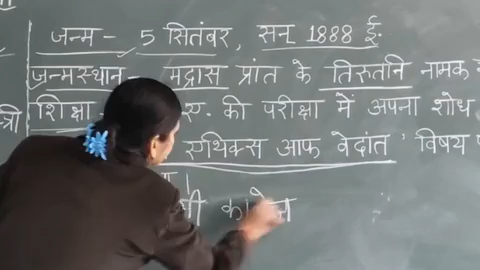 जन्म - 5 सितंबर, सन् 1888 ई.
जन्मस्थान - मद्रास प्रांत के तिरुतनि नामक
शिक्षा ए. की परीक्षा में अपना शोध
एथिक्स आफ वेदांत ' विषय